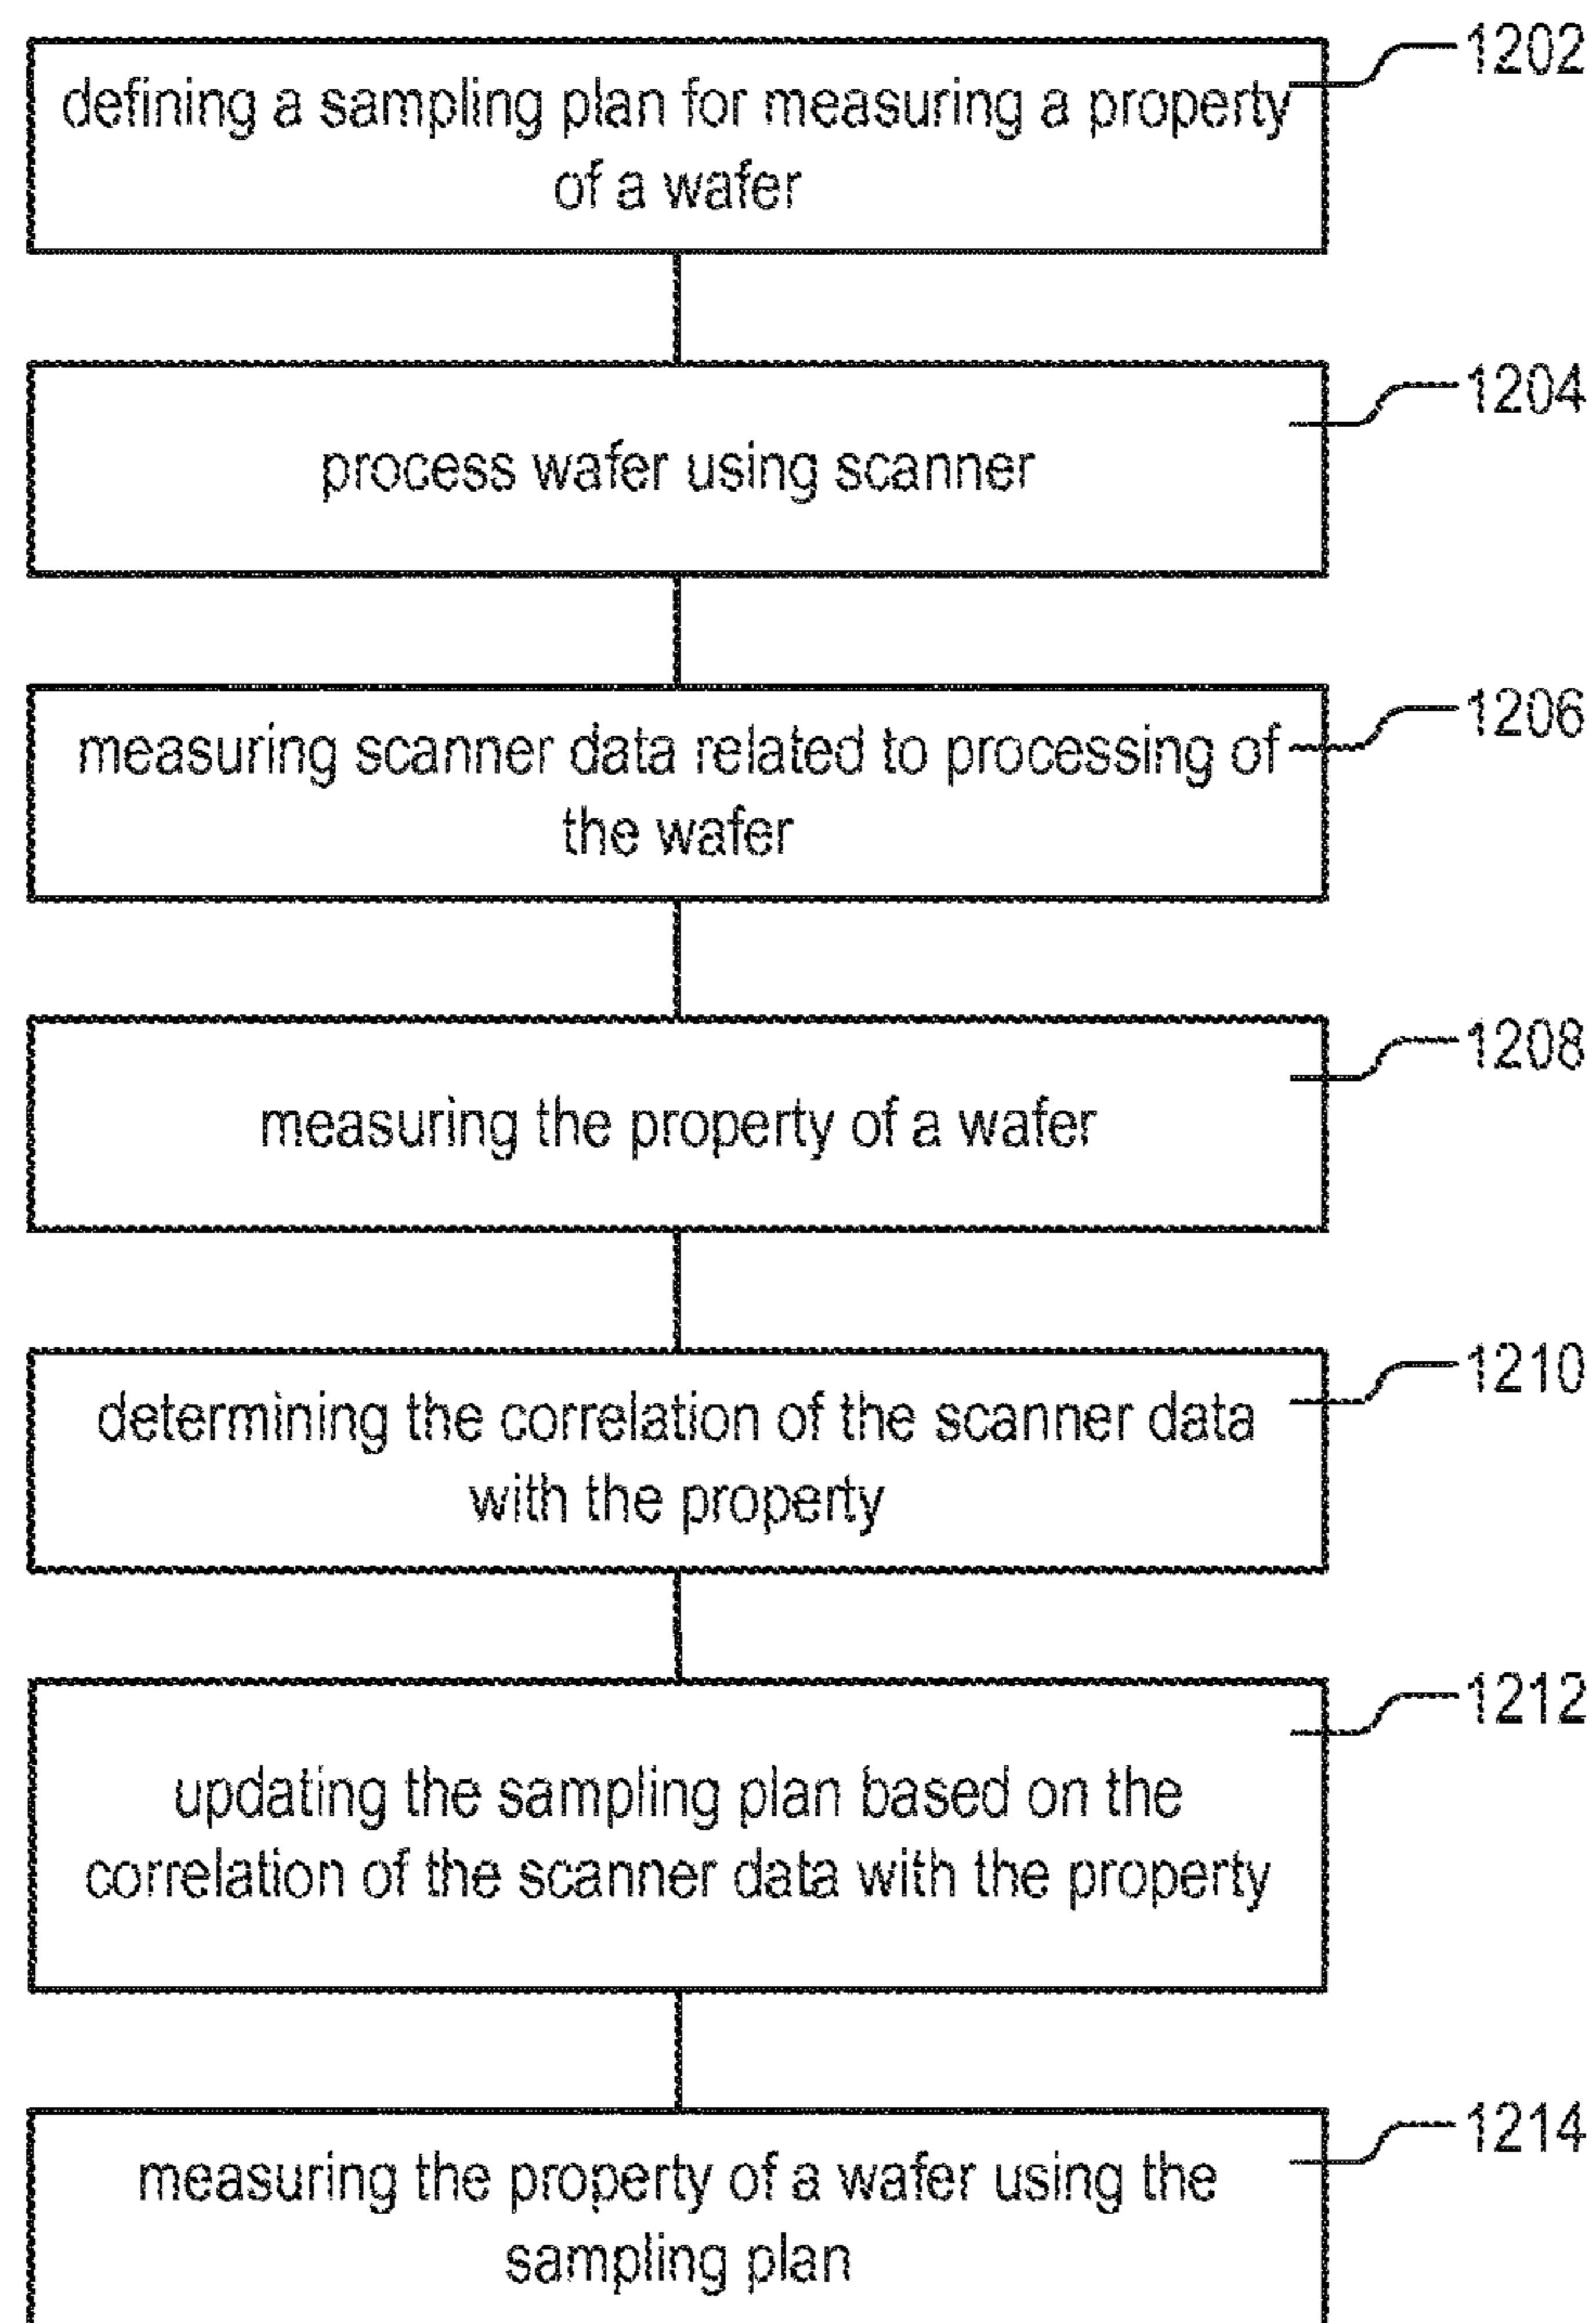 1202
defining a sampling plan for measuring a property
of a wafer
1204
process wafer using scanner
1206
measuring scanner data related to processing of
the wafer
1208
measuring the property of a wafer
1210
determining the correlation of the scanner data
with the property
1212
updating the sampling plan based on the
correlation of the scanner data with the property
1214
measuring the property of a wafer using the
sampling plan